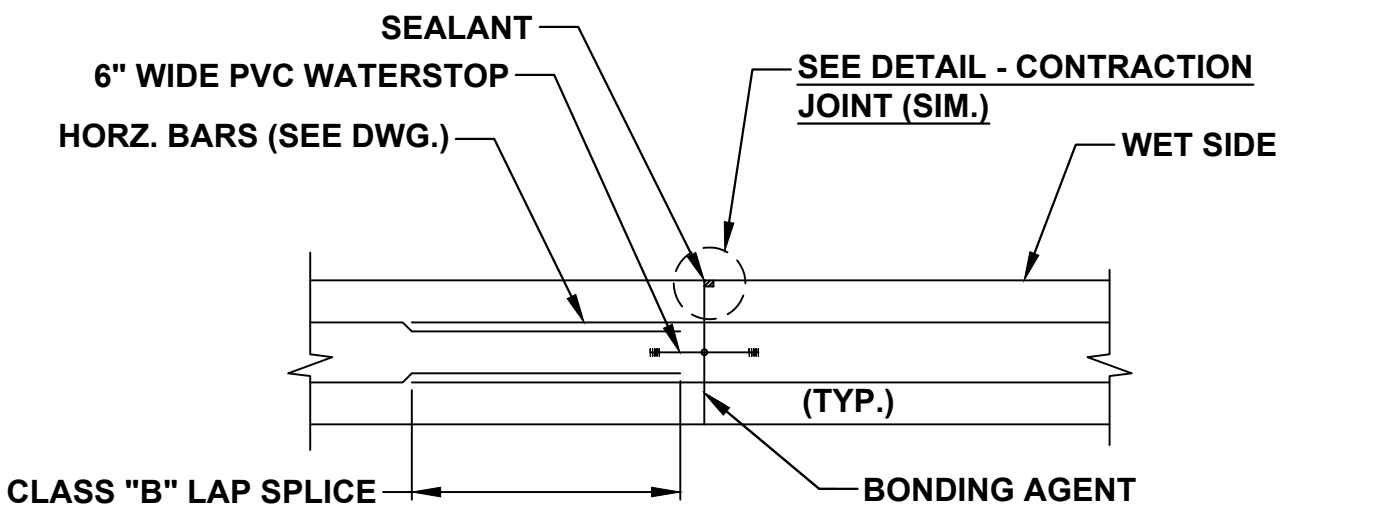 SEALANT
6" WIDE PVC WATERSTOP
HORZ. BARS (SEE DWG.)
SEE DETAIL - CONTRACTION
JOINT (SIM.)
WET SIDE
(TYP.)
CLASS "B" LAP SPLICE
BONDING AGENT